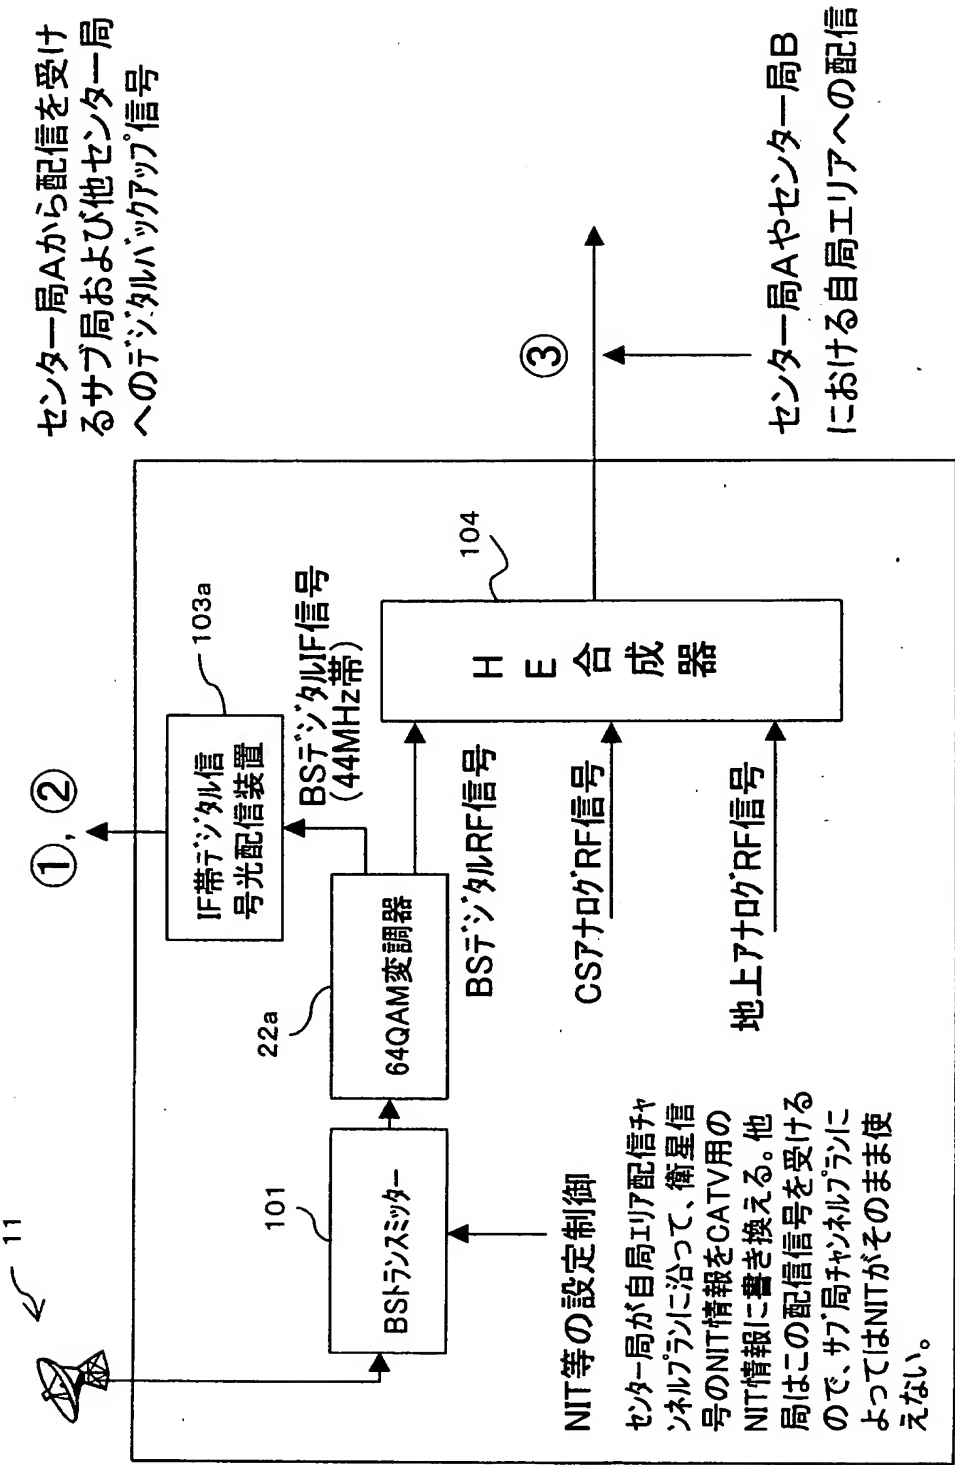 11
センター局Aから配信を受け
るサブ局および他センター局
へのデジタルバックアップ信号
①, ②
IF帯デジタル信
号光配信装置
103a
BSデジタルIF信号
(44MHz帯)
101
BSトランスミッター
22a
64QAM変調器
BSデジタルRF信号
CSアナログRF信号
地上アナログRF信号
104
HE合成器
③
センター局Aやセンター局B
における自局エリアへの配信
NIT等の設定制御
センター局が自局エリア配信チャ
ンネルプランに沿って、衛星信
号のNIT情報をCATV用の
NIT情報に書き換える。他
局はこの配信信号を受ける
ので、サブ局チャンネルプランに
よってはNITがそのまま使
えない。